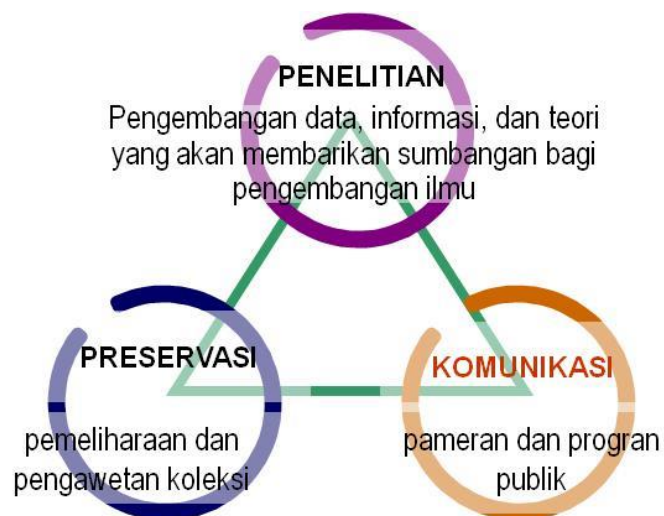 PENELITIAN
Pengembangan data, informasi, dan teori
yang akan membarikan sumbangan bagi
pengembangan ilmu
PRESERVASI
pemeliharaan dan
pengawetan koleksi
KOMUNIKASI
pameran dan progran
publik